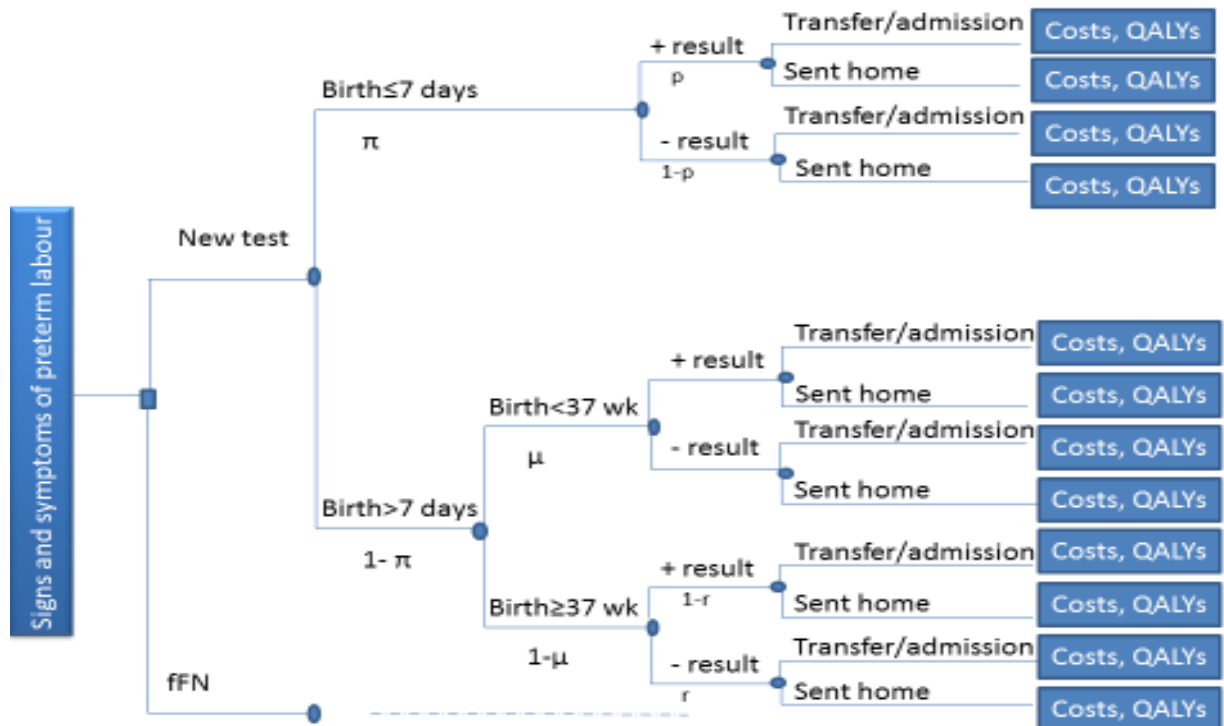 Signs and symptoms of preterm labour
New test
fFN
Birth≤7 days
π
Birth>7 days
1- π
+ result
p
- result
1-p
Transfer/admission
Costs, QALYs
Sent home
Costs, QALYs
Transfer/admission
Costs, QALYs
Sent home
Costs, QALYs
Birth<37 wk
μ
+ result
- result
Transfer/admission
Costs, QALYs
Sent home
Costs, QALYs
Transfer/admission
Costs, QALYs
Sent home
Costs, QALYs
Birth≥37 wk
1-μ
+ result
1-r
- result
r
Transfer/admission
Costs, QALYs
Sent home
Costs, QALYs
Transfer/admission
Costs, QALYs
Sent home
Costs, QALYs